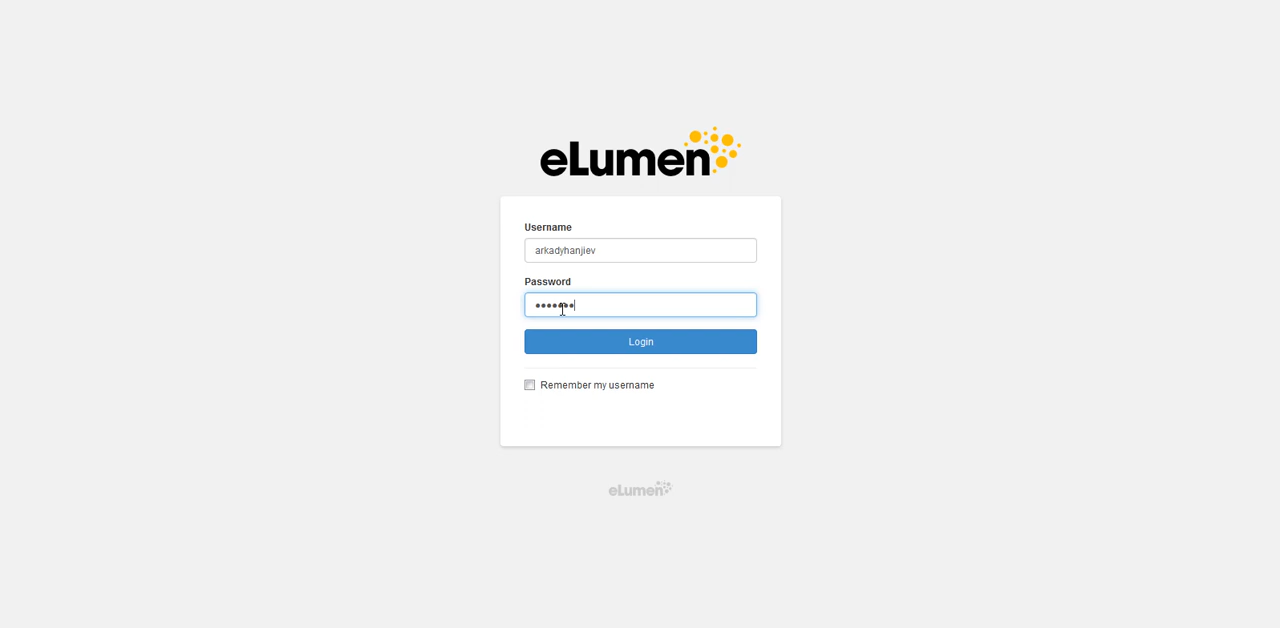 eLumen
Username
arkadyhanjiev
Password
Login
Remember my username
eLumen